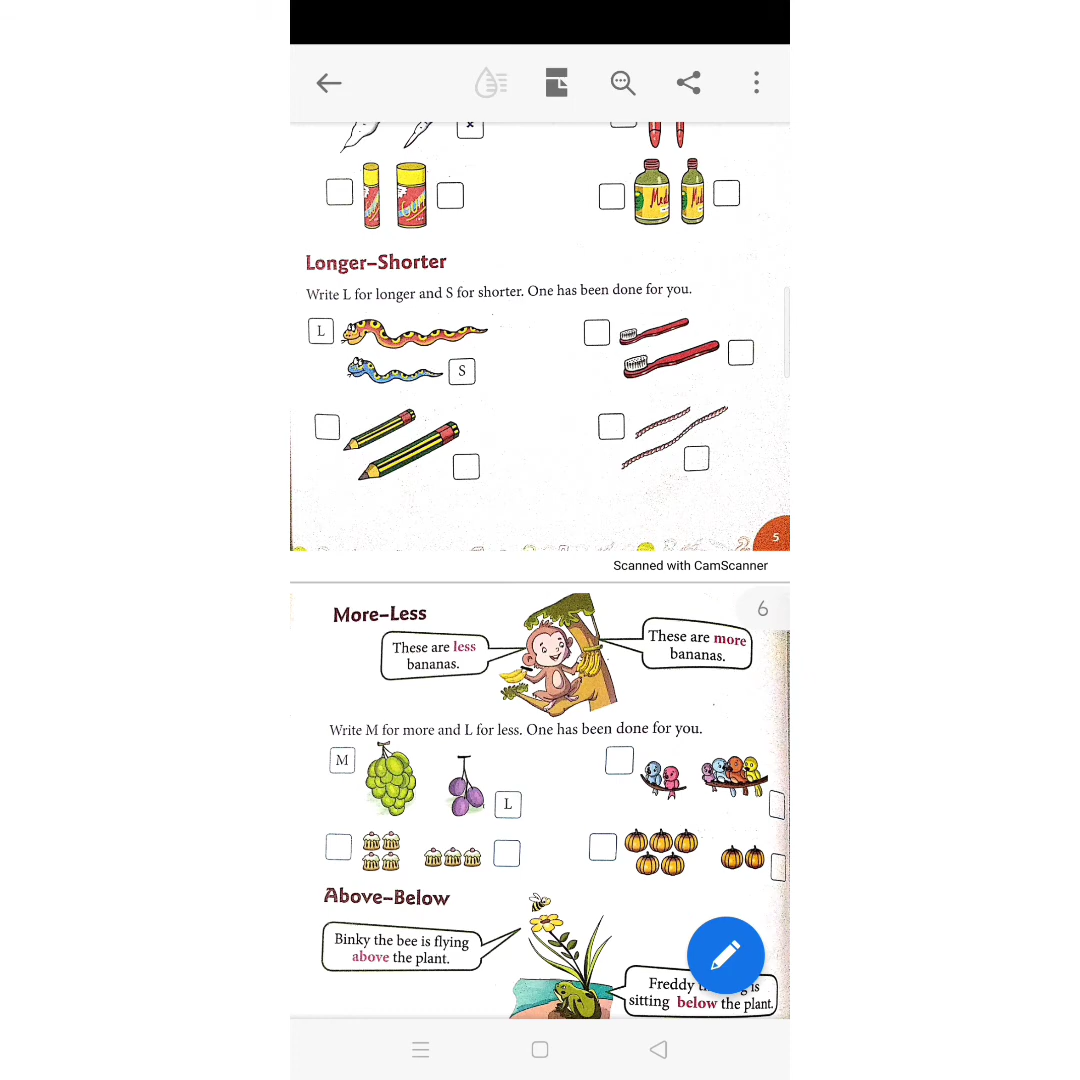 x
Longer–Shorter
Write L for longer and S for shorter. One has been done for you.
L
S
5
Scanned with CamScanner
6
More–Less
These are less
bananas.
These are more
bananas.
Write M for more and L for less. One has been done for you.
M
L
Above–Below
Binky the bee is flying
above the plant.
Freddy
is
sitting below the plant.